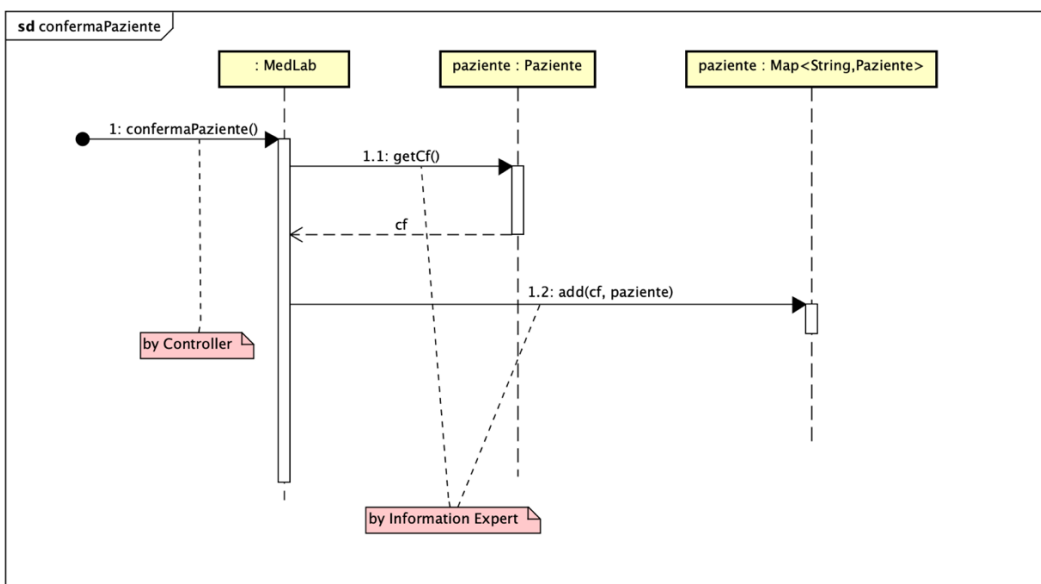 sd confermaPaziente
: MedLab
paziente : Paziente
paziente : Map<String,Paziente>
1: confermaPaziente()
1.1: getCf()
cf
1.2: add(cf, paziente)
by Controller
by Information Expert